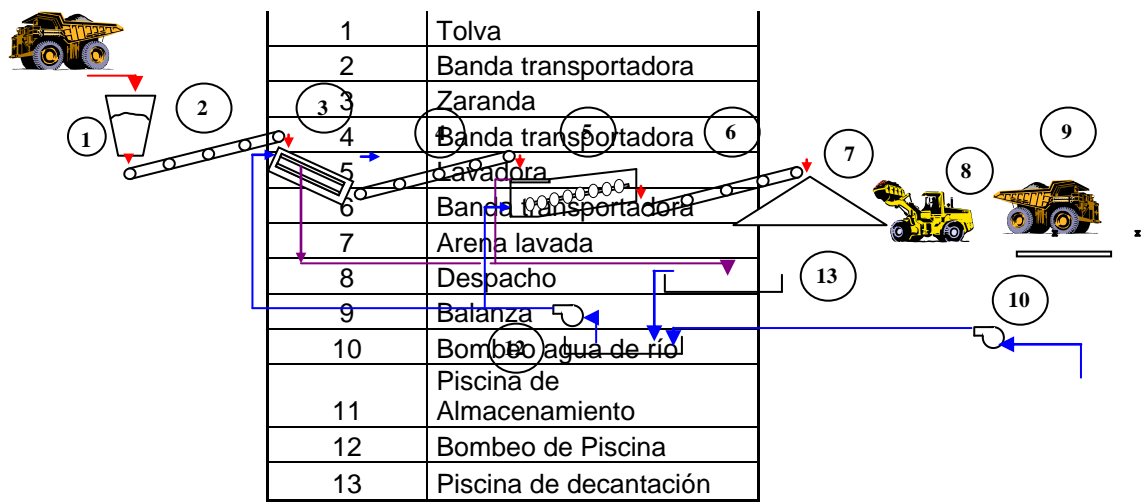 1 Tolva
2 Banda transportadora
3 Zaranda
4 Banda transportadora
5 Lavadora
6 Banda transportadora
7 Arena lavada
8 Despacho
9 Balanza
10 Bombeo agua de río
11 Piscina de
Almacenamiento
12 Bombeo de Piscina
13 Piscina de decantación
1
2
3
4
5
6
7
8
9
10
12
13